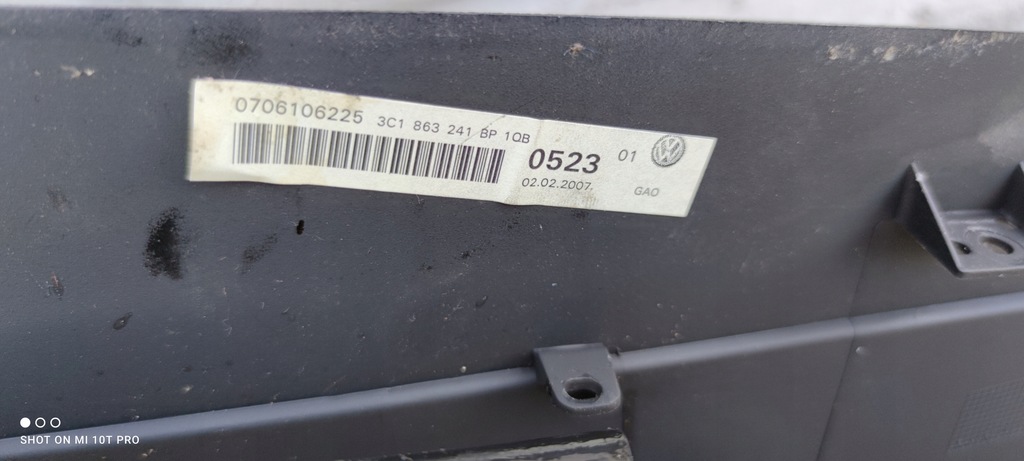 0706106225 3C1 863 241 BP 1QB
0523 01
02.02.2007. GAO
SHOT ON MI 10T PRO